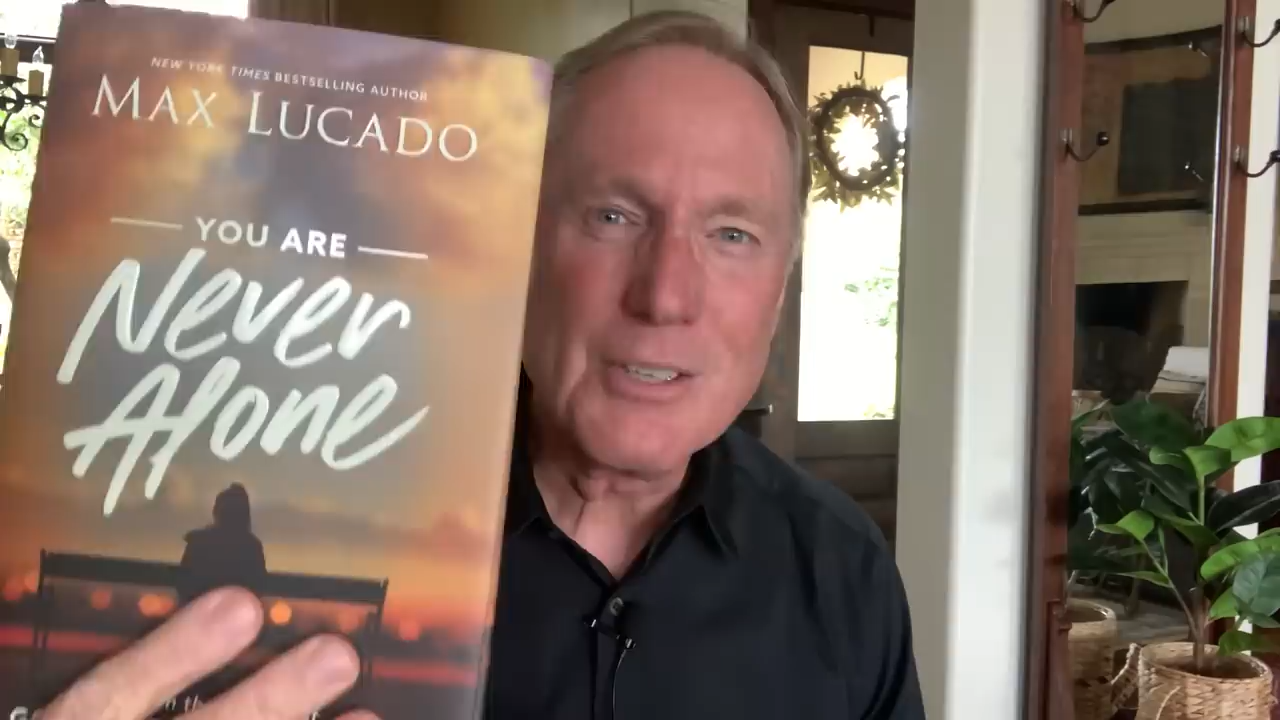 NEW YORK TIMES BESTSELLING AUTHOR
MAX LUCADO
YOU ARE
Never
Alone